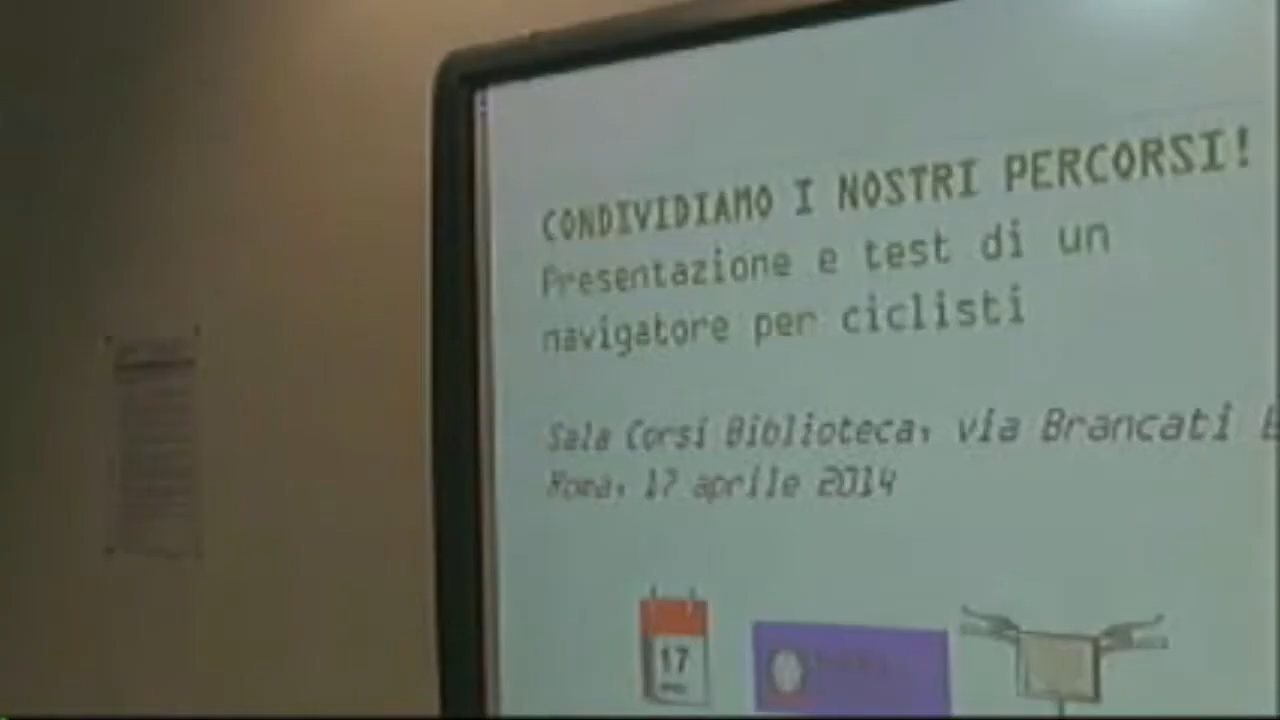 CONDIVIDIAMO I NOSTRI PERCORSI!
Presentazione e test di un
navigatore per ciclisti
Sala Corsi Biblioteca, via Brancati
Roma, 17 aprile 2014
17